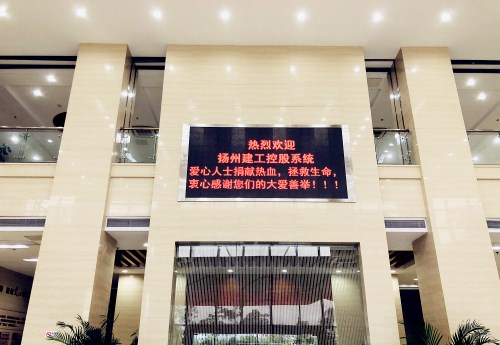 热烈欢迎
扬州建工控股系统
爱心人士捐献热血，拯救生命，
衷心感谢您们的大爱善举！！！